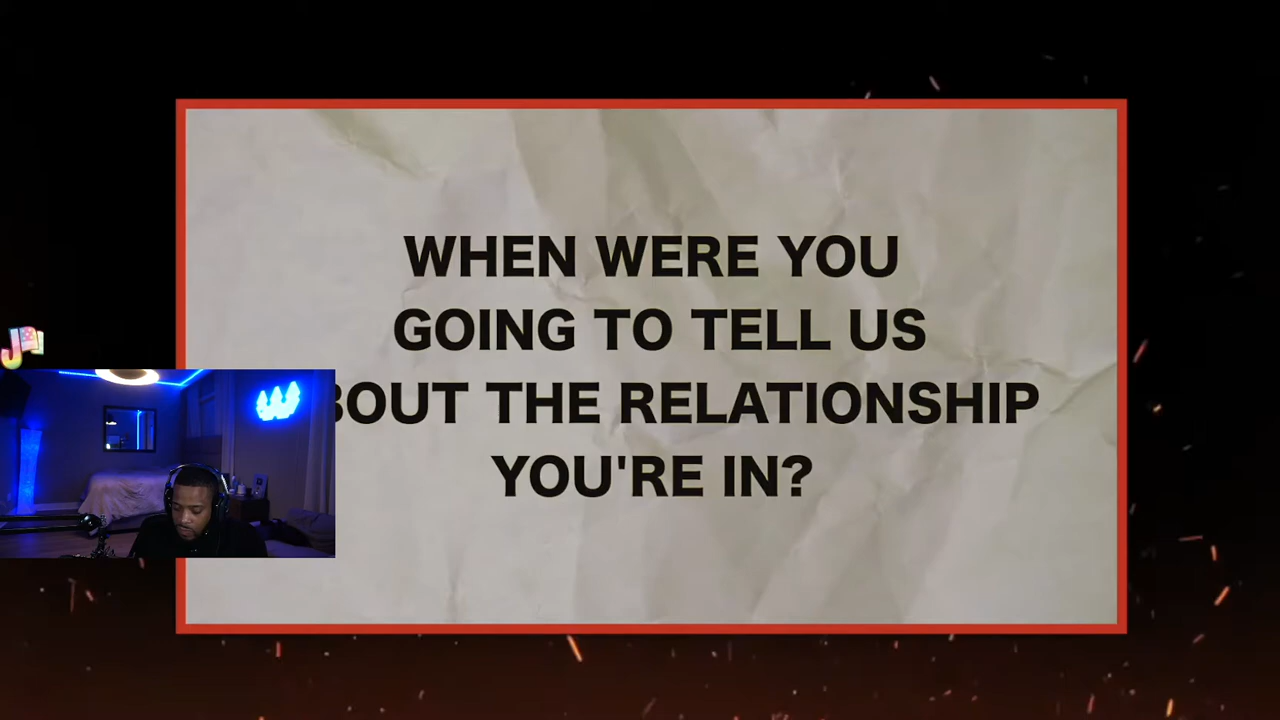 WHEN WERE YOU
GOING TO TELL US
BOUT THE RELATIONSHIP
YOU'RE IN?